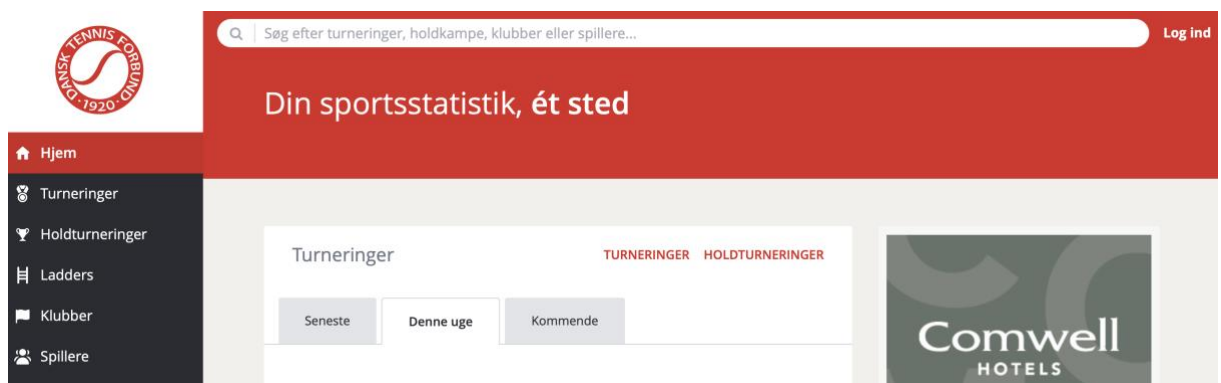 DANSK TENNIS FORBUND
·1920·
Søg efter turneringer, holdkampe, klubber eller spillere...
Log ind
Din sportsstatistik, ét sted
Hjem
Turneringer
Holdturneringer
Ladders
Klubber
Spillere
Turneringer
TURNERINGER HOLDTURNERINGER
Seneste Denne uge Kommende
Comwell
HOTELS